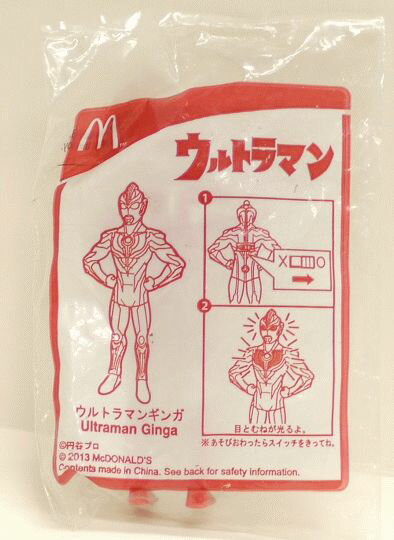 M™
ウルトラマン
1
X O
2
ウルトラマンギンガ
Ultraman Ginga
目とむねが光るよ。
※あそびおわったらスイッチをきってね。
©円谷プロ
© 2013 McDONALD'S
Contents made in China. See back for safety information.